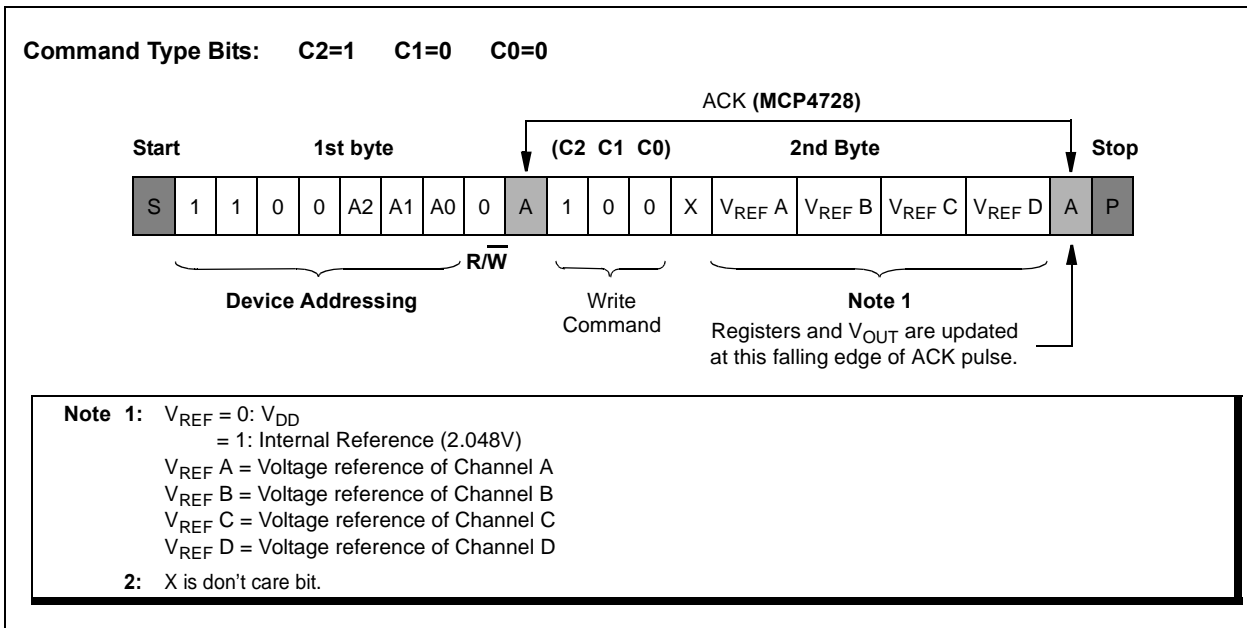 Command Type Bits: C2=1 C1=0 C0=0
ACK (MCP4728)
Start 1st byte (C2 C1 C0) 2nd Byte Stop
S 1 1 0 0 A2 A1 A0 0 A 1 0 0 X VREF A VREF B VREF C VREF D A P
R/W̅
Device Addressing Write Note 1
Command
Registers and VOUT are updated
at this falling edge of ACK pulse.
Note 1: VREF = 0: VDD
= 1: Internal Reference (2.048V)
VREF A = Voltage reference of Channel A
VREF B = Voltage reference of Channel B
VREF C = Voltage reference of Channel C
VREF D = Voltage reference of Channel D
2: X is don't care bit.